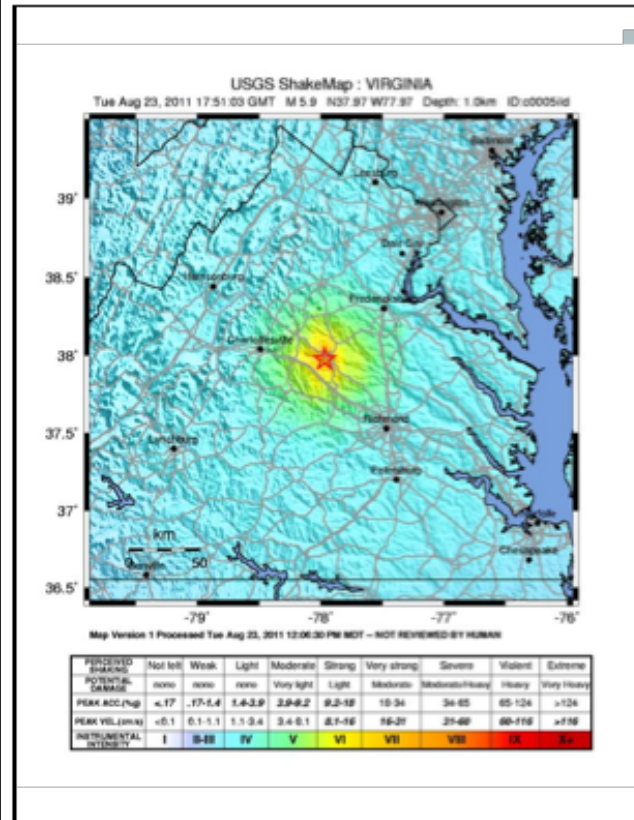 USGS ShakeMap : VIRGINIA
Tue Aug 23, 2011 17:51:03 GMT M 5.9 N37.97 W77.97 Depth: 1.0km ID:c0005ild
39°
38.5°
Harrisonburg
Fredericksburg
Charlottesville
38°
Richmond
37.5°
Lynchburg
Petersburg
37°
km
0 50
Chesapeake
36.5°
-79° -78° -77° -76°
Map Version 1 Processed Tue Aug 23, 2011 12:06:30 PM MDT -- NOT REVIEWED BY HUMAN
PERCEIVED SHAKING Not felt Weak Light Moderate Strong Very strong Severe Violent Extreme
POTENTIAL DAMAGE none none none Very light Light Moderate Moderate/Heavy Heavy Very Heavy
PEAK ACC.(%g) <.17 .17-1.4 1.4-3.9 3.9-9.2 9.2-18 18-34 34-65 65-124 >124
PEAK VEL.(cm/s) <0.1 0.1-1.1 1.1-3.4 3.4-8.1 8.1-16 16-31 31-60 60-116 >116
INSTRUMENTAL INTENSITY I II-III IV V VI VII VIII IX X+